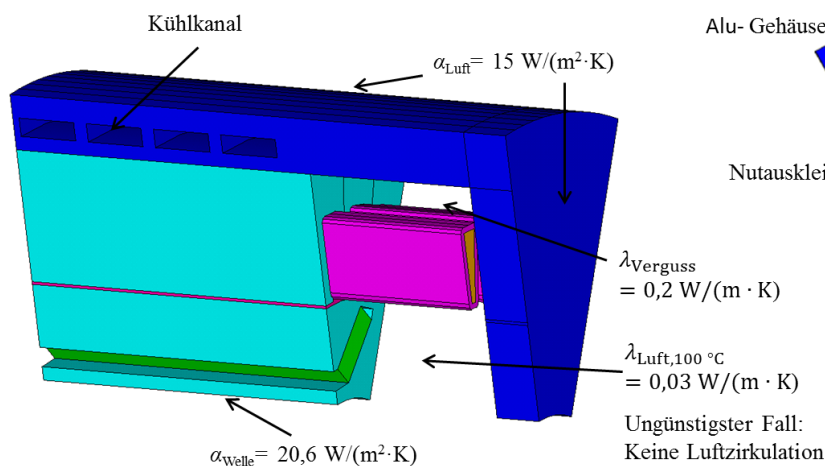 Kühlkanal
α_Luft= 15 W/(m²·K)
Alu- Gehäuse
Nutausklei
λ_Verguss
= 0,2 W/(m · K)
λ_Luft,100 °C
= 0,03 W/(m · K)
Ungünstigster Fall:
Keine Luftzirkulation
α_Welle= 20,6 W/(m²·K)